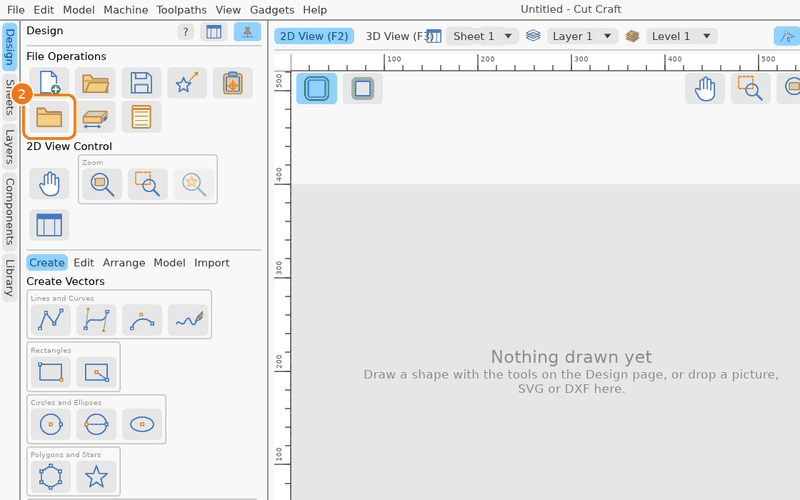 File Edit Model Machine Toolpaths View Gadgets Help
Untitled - Cut Craft
Design
Sheets
Layers
Components
Library
Design
?
File Operations
2
2D View Control
Zoom
Create Edit Arrange Model Import
Create Vectors
Lines and Curves
Rectangles
Circles and Ellipses
Polygons and Stars
2D View (F2) 3D View (F3) Sheet 1 Layer 1 Level 1
100 200 300 400 500
500
400
300
200
100
Nothing drawn yet
Draw a shape with the tools on the Design page, or drop a picture,
SVG or DXF here.